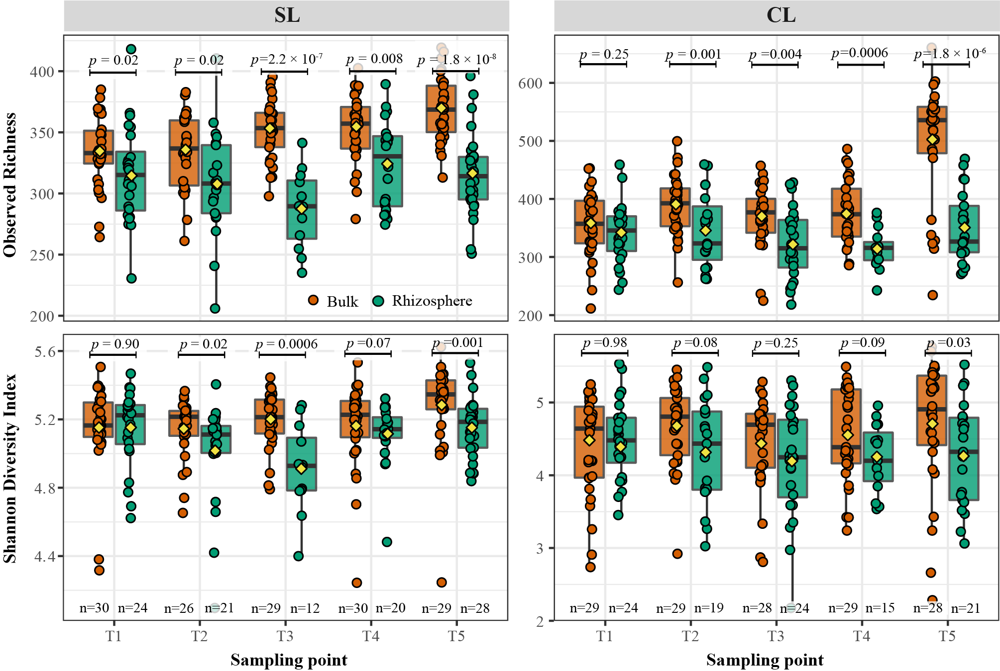 SL
CL
Observed Richness
p = 0.02
p = 0.02
p=2.2 × 10-7
p = 0.008
p = 1.8 × 10-8
400
350
300
250
200
Bulk
Rhizosphere
p = 0.25
p = 0.001
p =0.004
p=0.0006
p=1.8 × 10-6
600
500
400
300
200
Shannon Diversity Index
p = 0.90
p = 0.02
p = 0.0006
p =0.07
p =0.001
5.6
5.2
4.8
4.4
n=30 n=24 n=26 n=21 n=29 n=12 n=30 n=20 n=29 n=28
T1 T2 T3 T4 T5
Sampling point
p =0.98
p =0.08
p =0.25
p =0.09
p =0.03
5
4
3
2
n=29 n=24 n=29 n=19 n=28 n=24 n=29 n=15 n=28 n=21
T1 T2 T3 T4 T5
Sampling point